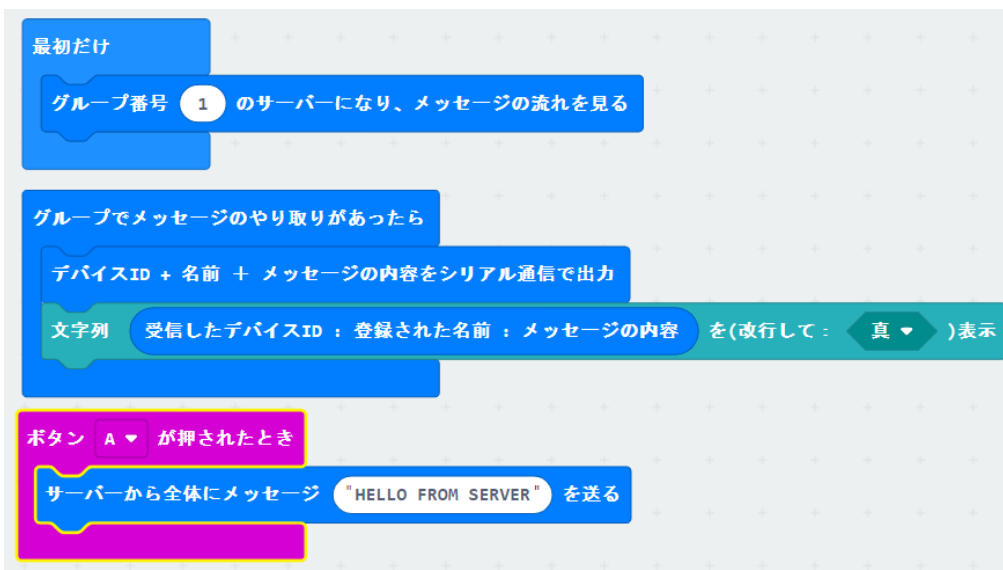 最初だけ
グループ番号 1 のサーバーになり、メッセージの流れを見る
グループでメッセージのやり取りがあったら
デバイスID + 名前 ＋ メッセージの内容をシリアル通信で出力
文字列 受信したデバイスID : 登録された名前 : メッセージの内容 を(改行して: 真 )表示
ボタン A が押されたとき
サーバーから全体にメッセージ "HELLO FROM SERVER" を送る